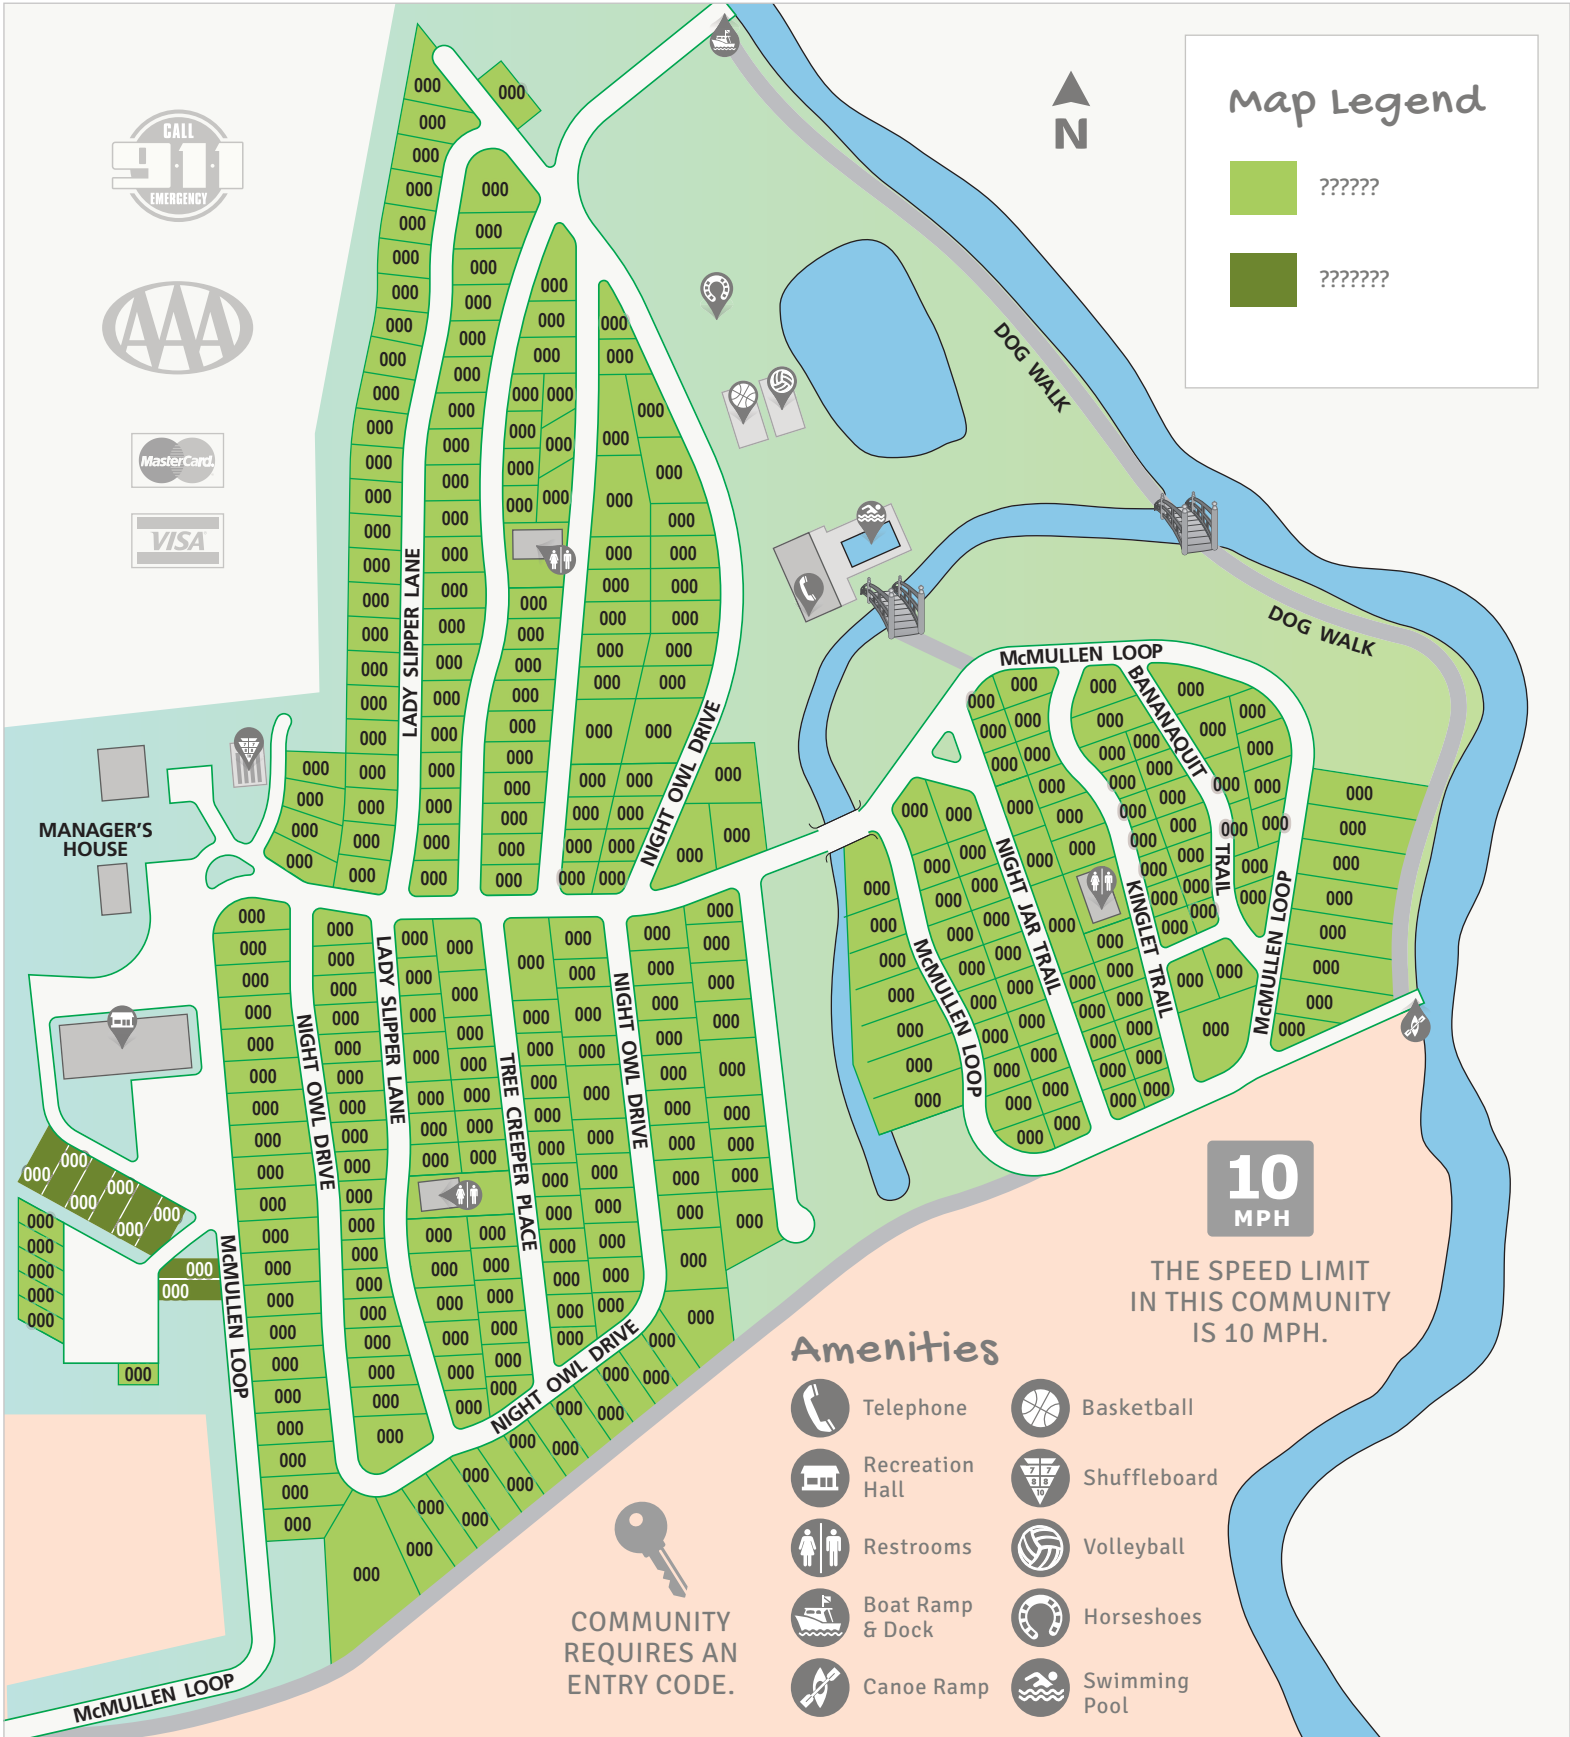 CALL
911
EMERGENCY
AAA
MasterCard
VISA
N
Map Legend
??????
???????
DOG WALK
DOG WALK
LADY SLIPPER LANE
NIGHT OWL DRIVE
McMULLEN LOOP
BANANAQUIT
TRAIL
NIGHT JAR TRAIL
KINGLET TRAIL
McMULLEN LOOP
McMULLEN LOOP
McMULLEN LOOP
MANAGER'S
HOUSE
NIGHT OWL DRIVE
LADY SLIPPER LANE
TREE CREEPER PLACE
NIGHT OWL DRIVE
NIGHT OWL DRIVE
McMULLEN LOOP
McMULLEN LOOP
000
10
MPH
THE SPEED LIMIT
IN THIS COMMUNITY
IS 10 MPH.
COMMUNITY
REQUIRES AN
ENTRY CODE.
Amenities
Telephone
Basketball
Recreation
Hall
Shuffleboard
Restrooms
Volleyball
Boat Ramp
& Dock
Horseshoes
Canoe Ramp
Swimming
Pool